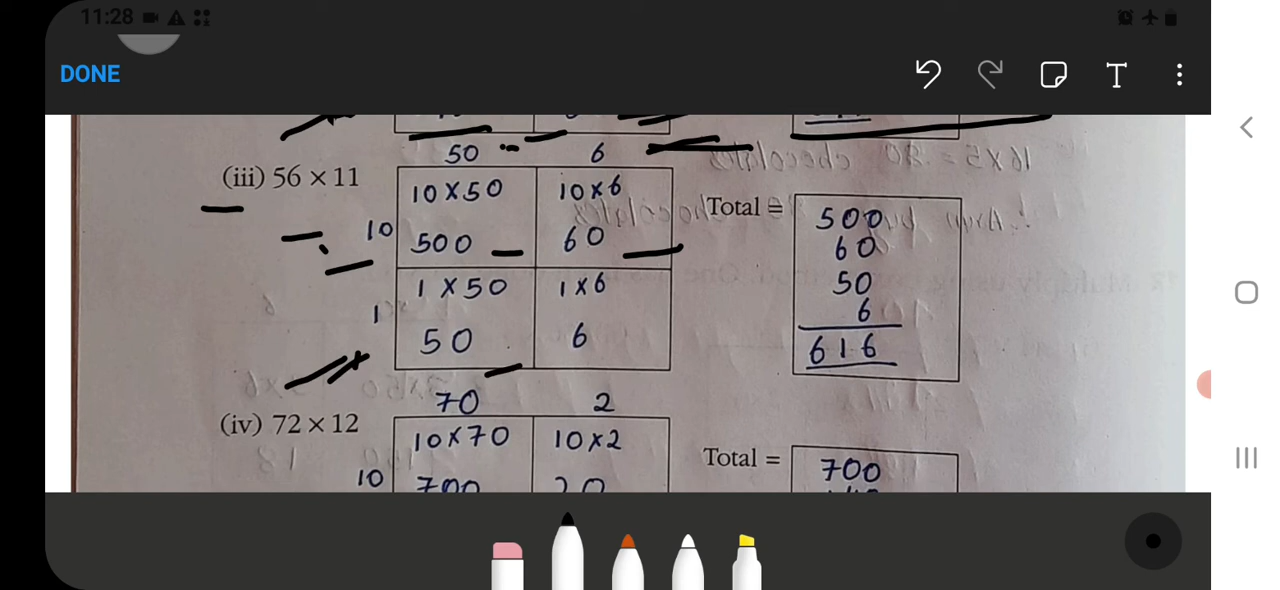 11:28
DONE
T
50 6
(iii) 56 × 11
10 × 50 10 × 6
Total =
10 500 60
1 × 50 1 × 6
1 50 6
500
60
50
6
616
70 2
(iv) 72 × 12
10 × 70 10 × 2
Total =
10 700 20
700